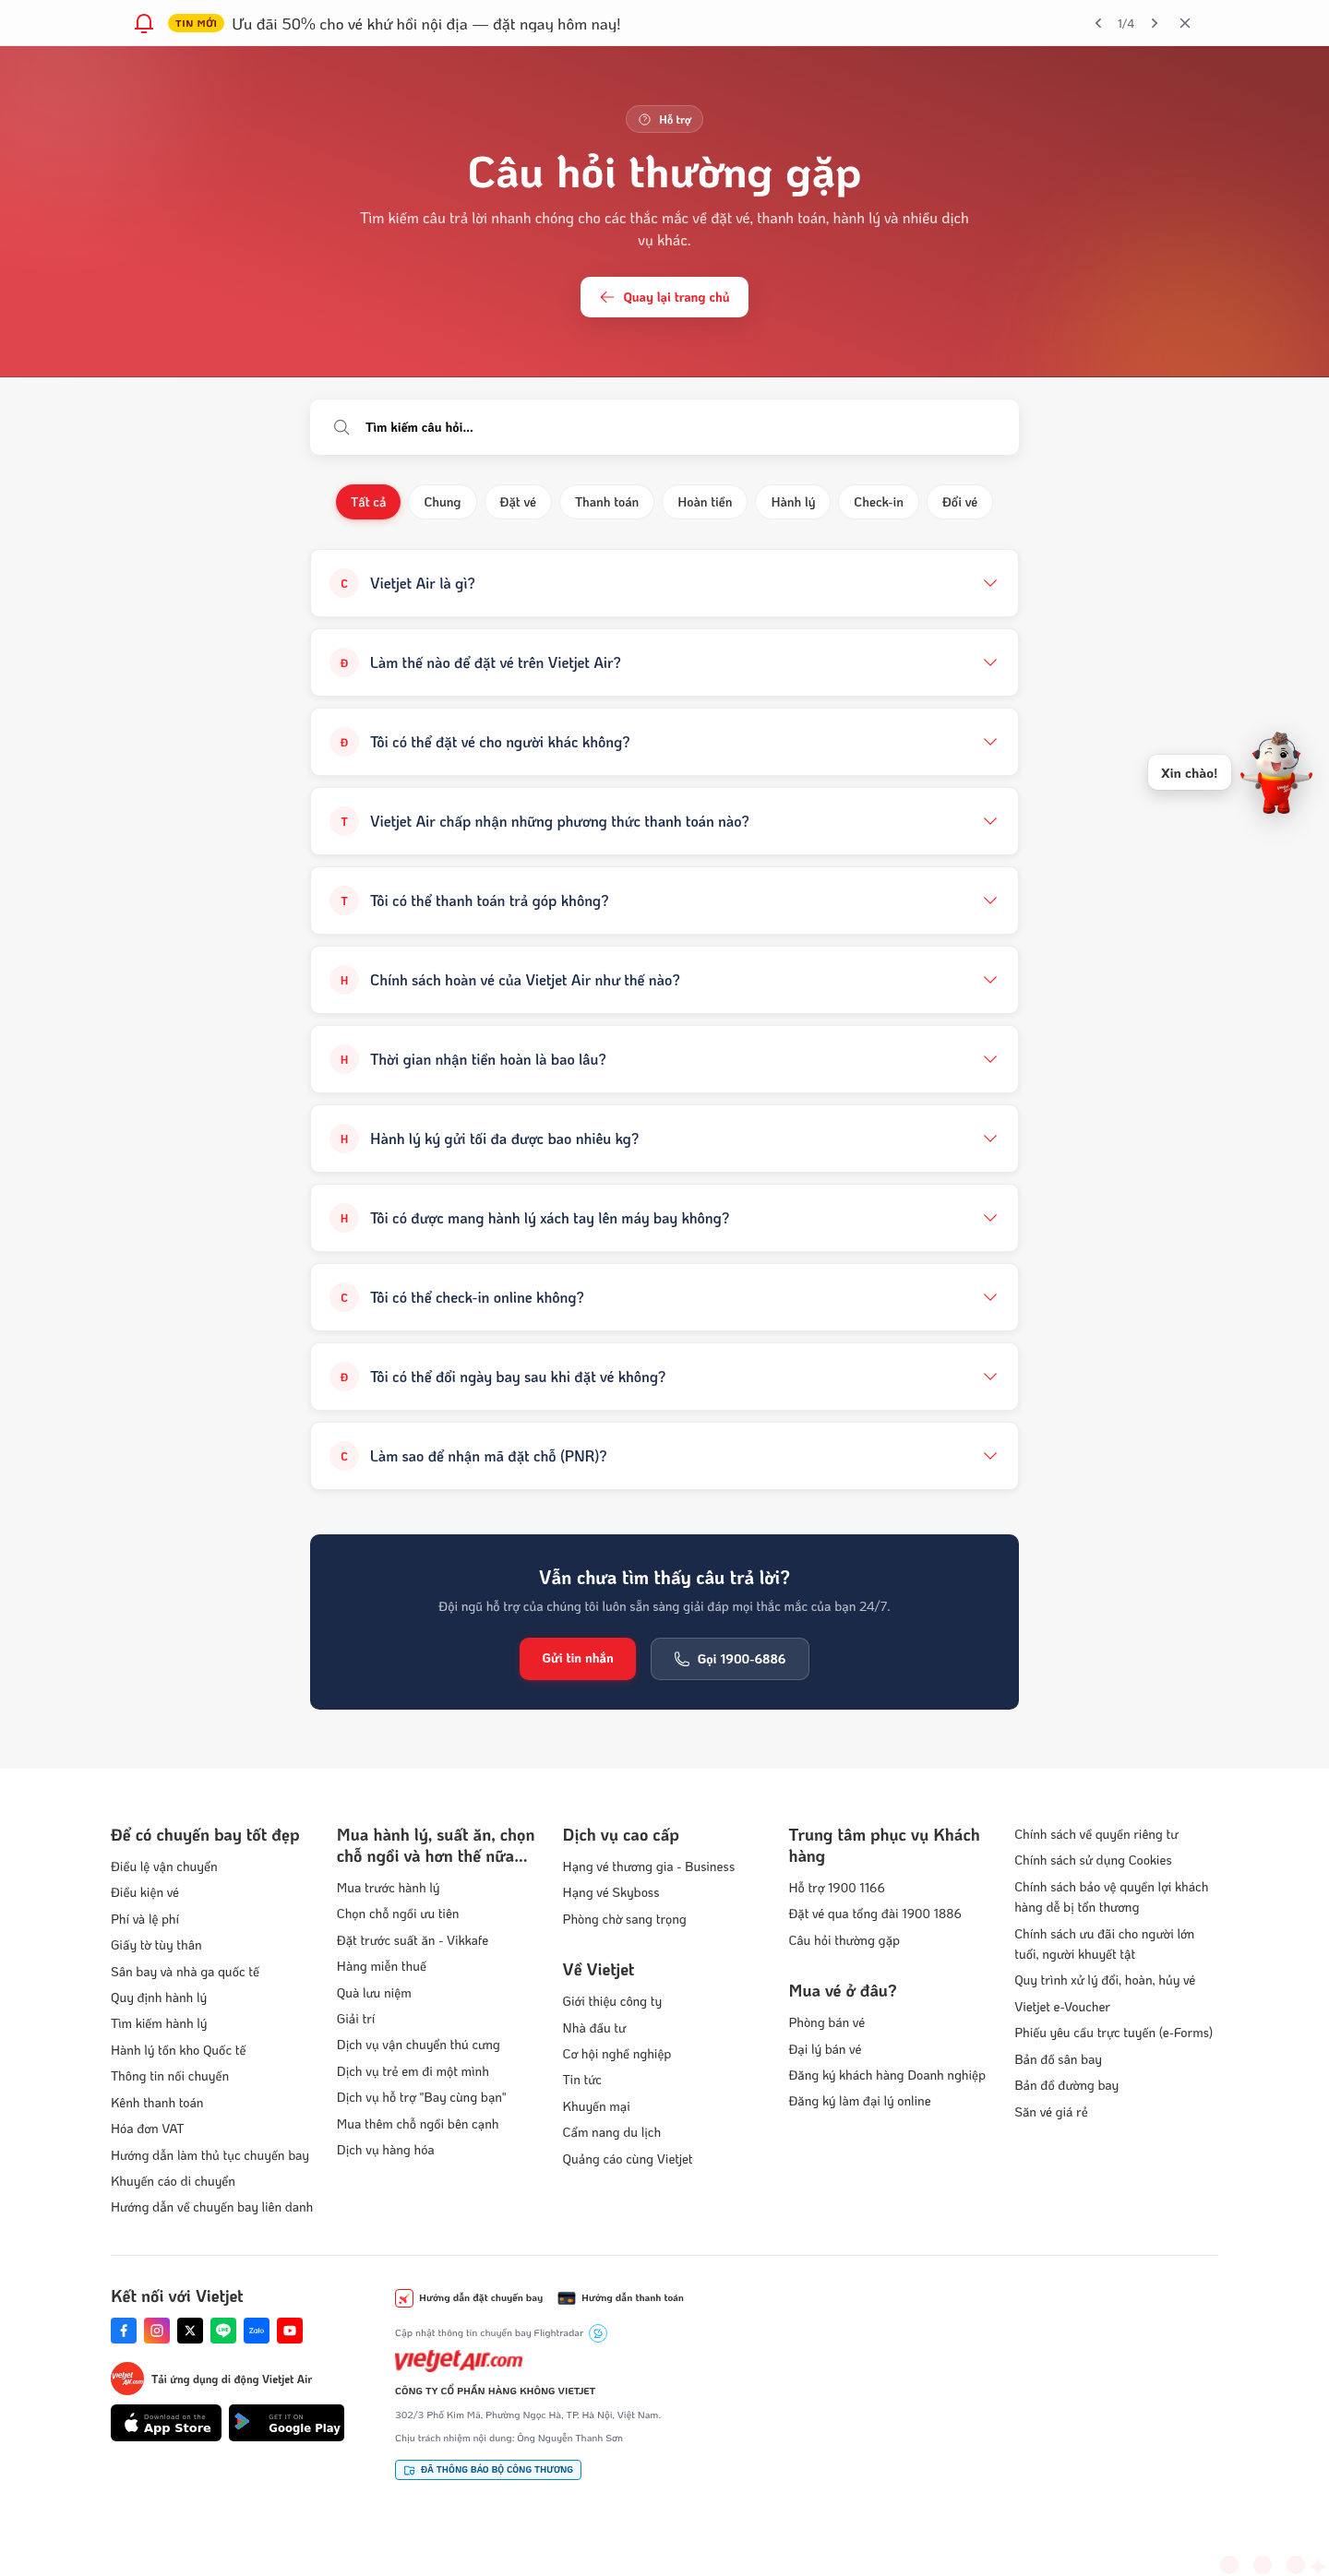 TIN MỚI Ưu đãi 50% cho vé khứ hồi nội địa — đặt ngay hôm nay! 1/4
Hỗ trợ
Câu hỏi thường gặp
Tìm kiếm câu trả lời nhanh chóng cho các thắc mắc về đặt vé, thanh toán, hành lý và nhiều dịch
vụ khác.
Quay lại trang chủ
Tìm kiếm câu hỏi...
Tất cả Chung Đặt vé Thanh toán Hoàn tiền Hành lý Check-in Đổi vé
C Vietjet Air là gì?
Đ Làm thế nào để đặt vé trên Vietjet Air?
Đ Tôi có thể đặt vé cho người khác không?
Xin chào!
T Vietjet Air chấp nhận những phương thức thanh toán nào?
T Tôi có thể thanh toán trả góp không?
H Chính sách hoàn vé của Vietjet Air như thế nào?
H Thời gian nhận tiền hoàn là bao lâu?
H Hành lý ký gửi tối đa được bao nhiêu kg?
H Tôi có được mang hành lý xách tay lên máy bay không?
C Tôi có thể check-in online không?
Đ Tôi có thể đổi ngày bay sau khi đặt vé không?
C Làm sao để nhận mã đặt chỗ (PNR)?
Vẫn chưa tìm thấy câu trả lời?
Đội ngũ hỗ trợ của chúng tôi luôn sẵn sàng giải đáp mọi thắc mắc của bạn 24/7.
Gửi tin nhắn Gọi 1900-6886
Để có chuyến bay tốt đẹp
Điều lệ vận chuyển
Điều kiện vé
Phí và lệ phí
Giấy tờ tùy thân
Sân bay và nhà ga quốc tế
Quy định hành lý
Tìm kiếm hành lý
Hành lý tồn kho Quốc tế
Thông tin nối chuyến
Kênh thanh toán
Hóa đơn VAT
Hướng dẫn làm thủ tục chuyến bay
Khuyến cáo di chuyển
Hướng dẫn về chuyến bay liên danh
Mua hành lý, suất ăn, chọn
chỗ ngồi và hơn thế nữa...
Mua trước hành lý
Chọn chỗ ngồi ưu tiên
Đặt trước suất ăn - Vikkafe
Hàng miễn thuế
Quà lưu niệm
Giải trí
Dịch vụ vận chuyển thú cưng
Dịch vụ trẻ em đi một mình
Dịch vụ hỗ trợ "Bay cùng bạn"
Mua thêm chỗ ngồi bên cạnh
Dịch vụ hàng hóa
Dịch vụ cao cấp
Hạng vé thương gia - Business
Hạng vé Skyboss
Phòng chờ sang trọng
Về Vietjet
Giới thiệu công ty
Nhà đầu tư
Cơ hội nghề nghiệp
Tin tức
Khuyến mại
Cẩm nang du lịch
Quảng cáo cùng Vietjet
Trung tâm phục vụ Khách
hàng
Hỗ trợ 1900 1166
Đặt vé qua tổng đài 1900 1886
Câu hỏi thường gặp
Mua vé ở đâu?
Phòng bán vé
Đại lý bán vé
Đăng ký khách hàng Doanh nghiệp
Đăng ký làm đại lý online
Chính sách về quyền riêng tư
Chính sách sử dụng Cookies
Chính sách bảo vệ quyền lợi khách
hàng dễ bị tổn thương
Chính sách ưu đãi cho người lớn
tuổi, người khuyết tật
Quy trình xử lý đổi, hoàn, hủy vé
Vietjet e-Voucher
Phiếu yêu cầu trực tuyến (e-Forms)
Bản đồ sân bay
Bản đồ đường bay
Săn vé giá rẻ
Kết nối với Vietjet
Zalo
Tải ứng dụng di động Vietjet Air
Download on the
App Store
GET IT ON
Google Play
Hướng dẫn đặt chuyến bay Hướng dẫn thanh toán
Cập nhật thông tin chuyến bay Flightradar
vietjetAir.com
CÔNG TY CỔ PHẦN HÀNG KHÔNG VIETJET
302/3 Phố Kim Mã, Phường Ngọc Hà, TP. Hà Nội, Việt Nam.
Chịu trách nhiệm nội dung: Ông Nguyễn Thanh Sơn
ĐÃ THÔNG BÁO BỘ CÔNG THƯƠNG